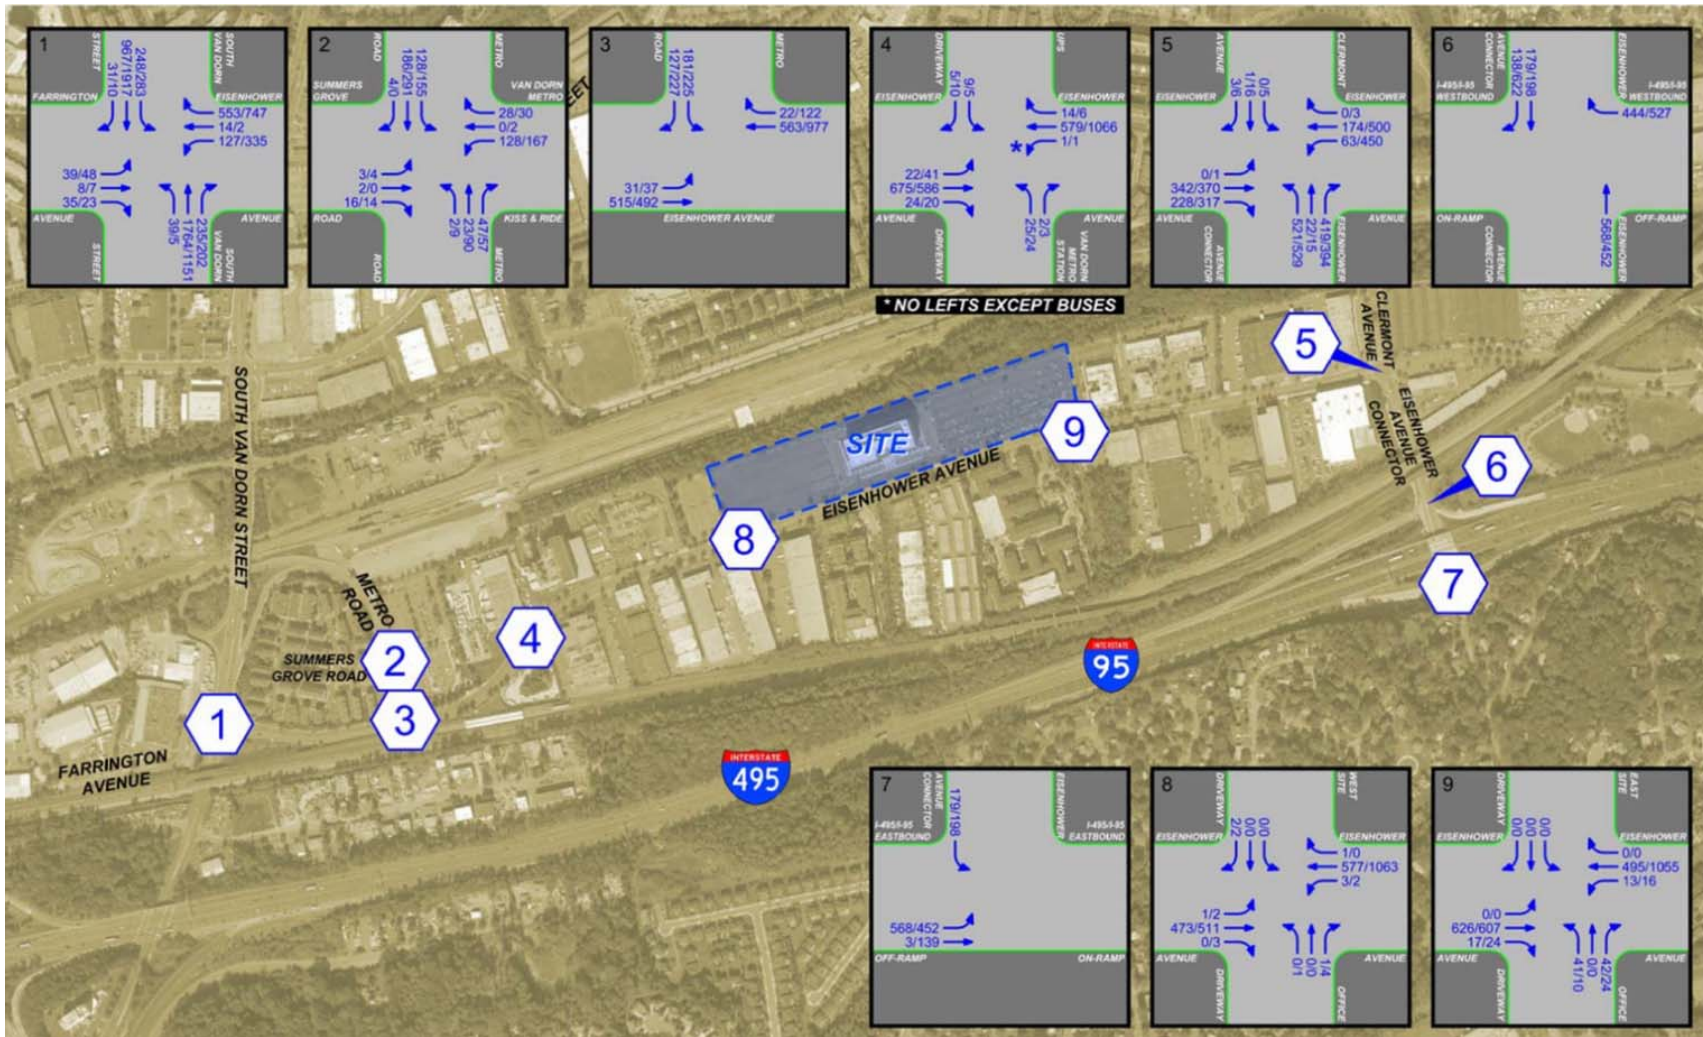 1
STREET
31/10
967/1917
248/283
SOUTH
VAN DORN
STREET
FARRINGTON
EISENHOWER
553/747
14/2
127/335
39/48
8/7
35/23
AVENUE
AVENUE
STREET
39/5
1764/1151
235/202
SOUTH
VAN DORN
2
ROAD
4/0
186/291
128/155
METRO
SUMMERS
GROVE
VAN DORN
METRO
28/30
0/2
128/167
3/4
2/0
16/14
ROAD
KISS & RIDE
ROAD
2/9
23/90
47/57
METRO
3
ROAD
127/227
181/225
METRO
22/122
563/977
31/37
515/492
EISENHOWER AVENUE
4
DRIVEWAY
5/10
9/5
UPS
EISENHOWER
EISENHOWER
14/6
579/1066
1/1
*
22/41
675/586
24/20
AVENUE
AVENUE
DRIVEWAY
25/24
2/3
VAN DORN
METRO
STATION
* NO LEFTS EXCEPT BUSES
5
AVENUE
3/6
1/16
0/5
CLERMONT
EISENHOWER
EISENHOWER
0/3
174/500
63/450
0/1
342/370
228/317
AVENUE
AVENUE
AVENUE
CONNECTOR
521/529
22/15
419/394
EISENHOWER
6
AVENUE
CONNECTOR
138/622
179/198
EISENHOWER
I-495/I-95
WESTBOUND
I-495/I-95
WESTBOUND
444/527
ON-RAMP
OFF-RAMP
AVENUE
CONNECTOR
568/452
EISENHOWER
SOUTH VAN DORN STREET
METRO
ROAD
SUMMERS
GROVE ROAD
FARRINGTON
AVENUE
SITE
EISENHOWER AVENUE
CLERMONT
AVENUE
EISENHOWER
AVENUE
CONNECTOR
1
2
3
4
5
6
7
8
9
INTERSTATE
95
INTERSTATE
495
7
AVENUE
CONNECTOR
179/198
EISENHOWER
I-495/I-95
EASTBOUND
I-495/I-95
EASTBOUND
568/452
3/139
OFF-RAMP
ON-RAMP
8
DRIVEWAY
2/2
0/0
0/0
WEST
SITE
EISENHOWER
EISENHOWER
1/0
577/1063
3/2
1/2
473/511
0/3
AVENUE
AVENUE
DRIVEWAY
0/1
0/0
1/4
OFFICE
9
DRIVEWAY
0/0
0/0
0/0
EAST
SITE
EISENHOWER
EISENHOWER
0/0
495/1055
13/16
0/0
626/607
17/24
AVENUE
AVENUE
DRIVEWAY
41/10
0/0
42/24
OFFICE